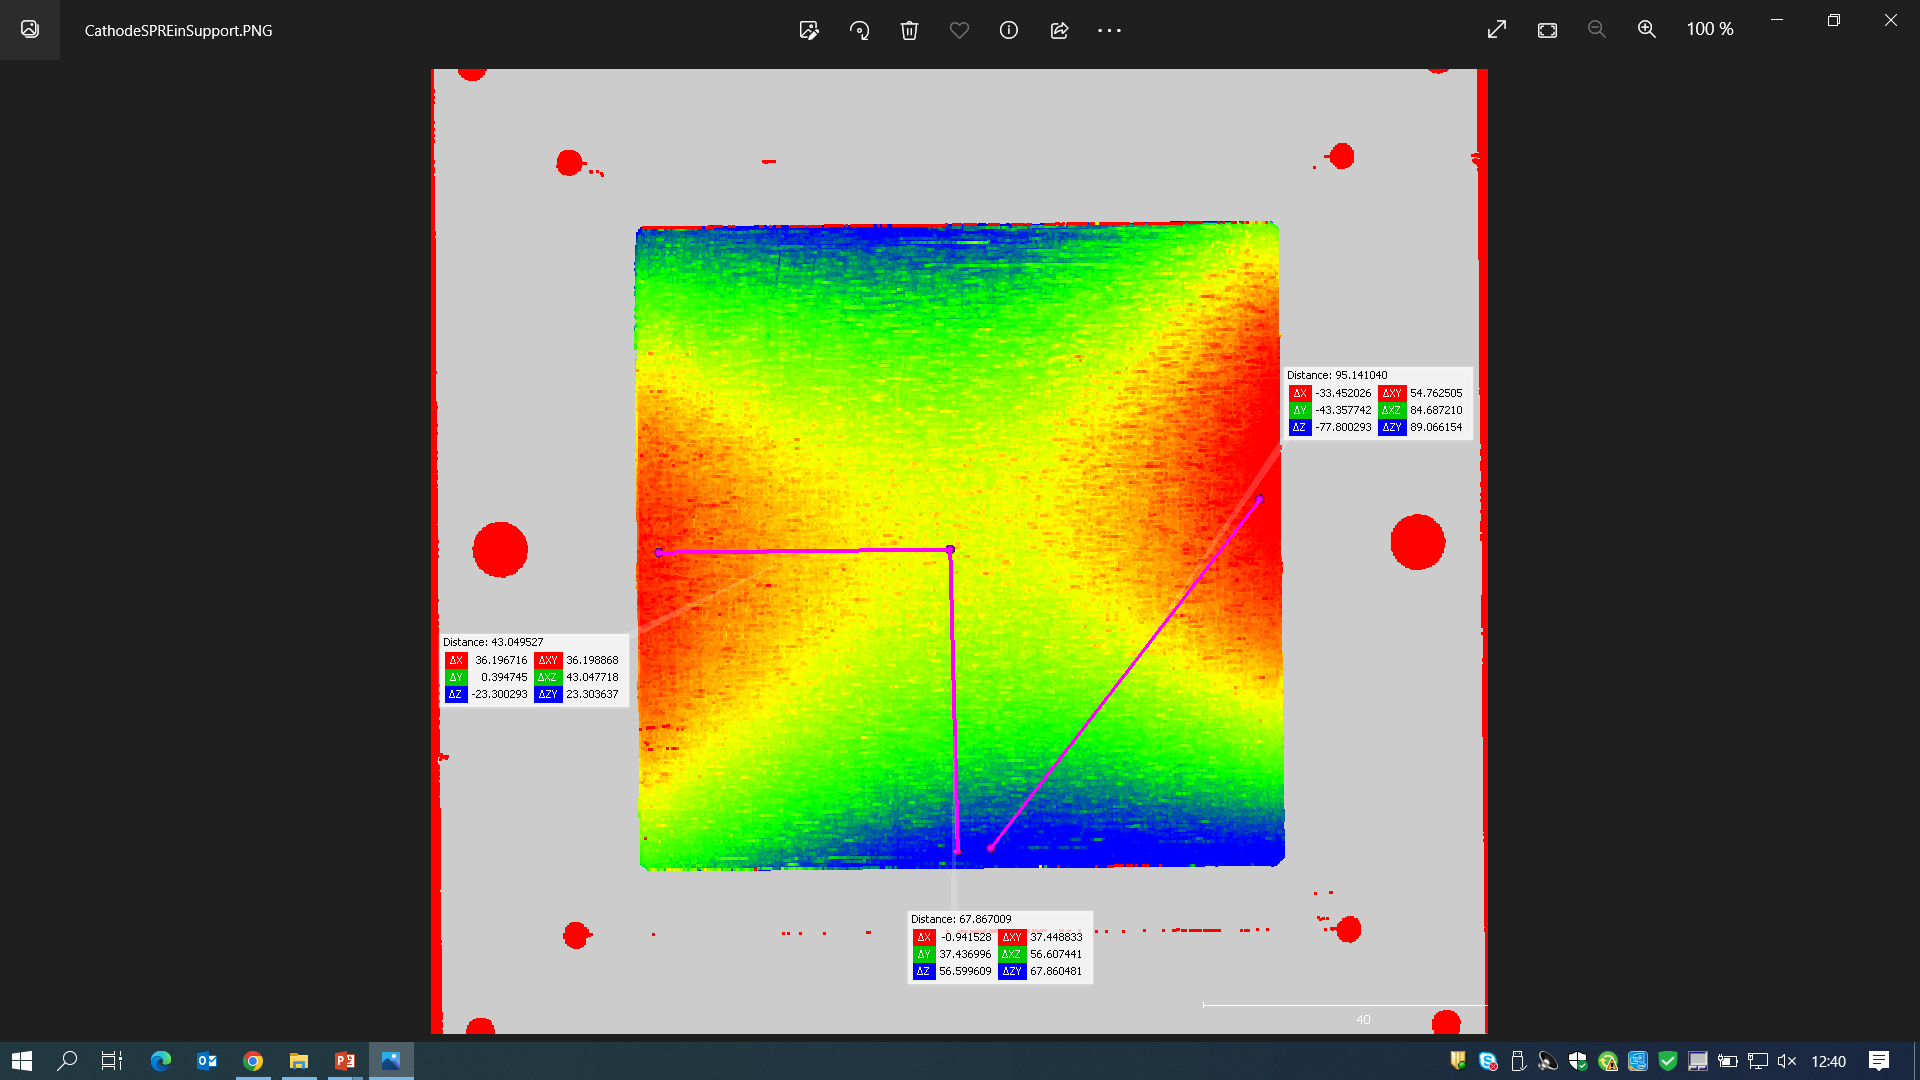 CathodeSPREinSupport.PNG
100 %
Distance: 95.141040
ΔX -33.452026 ΔXY 54.762505
ΔY -43.357742 ΔXZ 84.687210
ΔZ -77.800293 ΔZY 89.066154
Distance: 43.049527
ΔX 36.196716 ΔXY 36.198868
ΔY 0.394745 ΔXZ 43.047718
ΔZ -23.300293 ΔZY 23.303637
Distance: 67.867009
ΔX -0.941528 ΔXY 37.448833
ΔY 37.436996 ΔXZ 56.607441
ΔZ 56.599609 ΔZY 67.860481
40
12:40